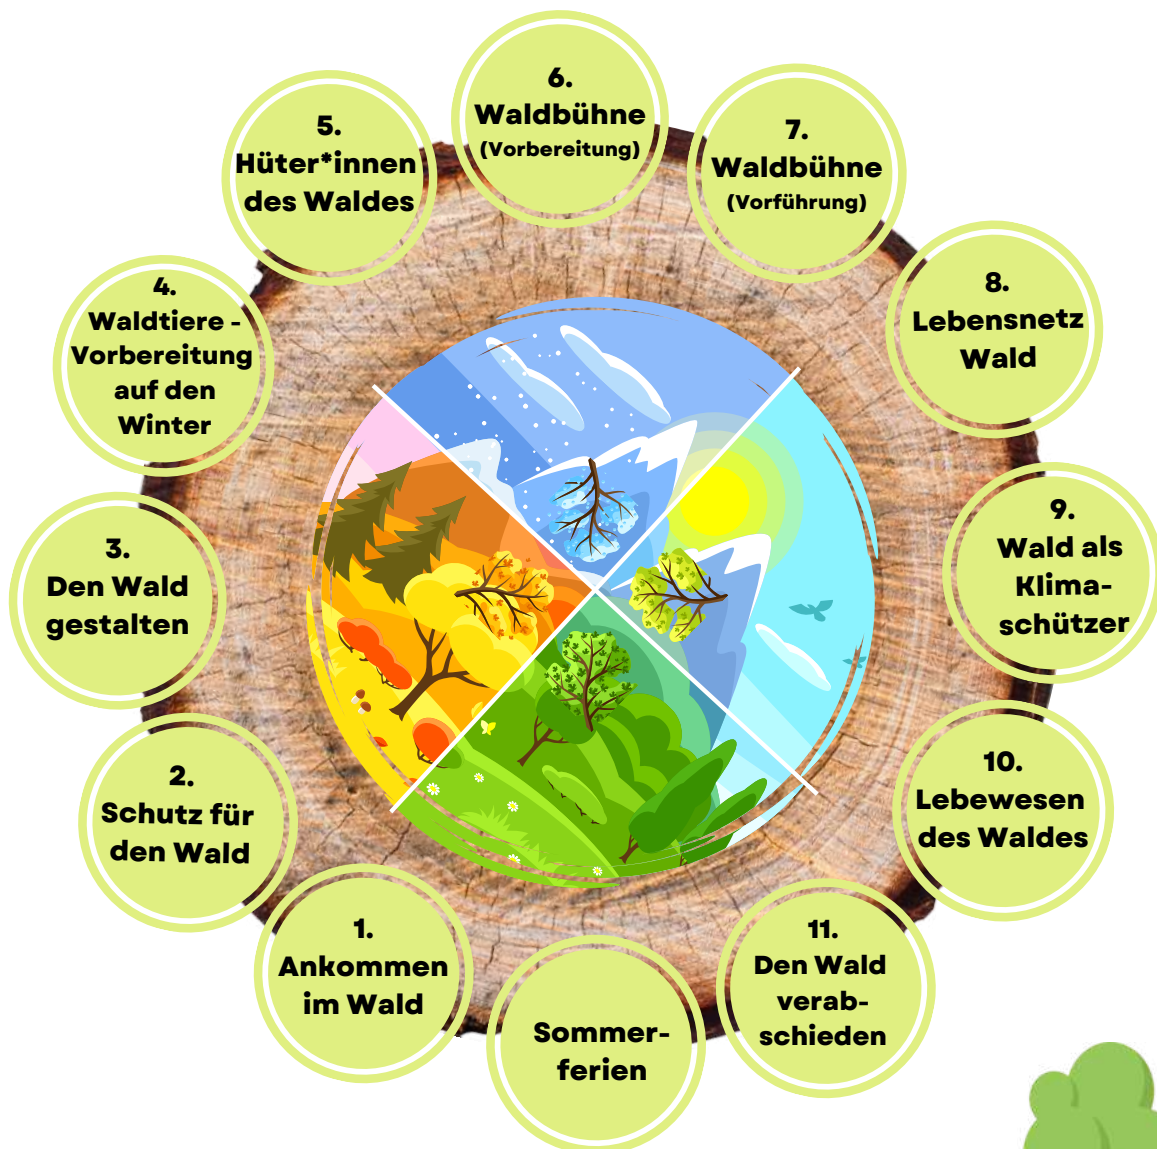 6.
Waldbühne
(Vorbereitung)
5.
Hüter*innen
des Waldes
7.
Waldbühne
(Vorführung)
4.
Waldtiere -
Vorbereitung
auf den
Winter
8.
Lebensnetz
Wald
3.
Den Wald
gestalten
9.
Wald als
Klima-
schützer
2.
Schutz für
den Wald
10.
Lebewesen
des Waldes
1.
Ankommen
im Wald
11.
Den Wald
verab-
schieden
Sommer-
ferien